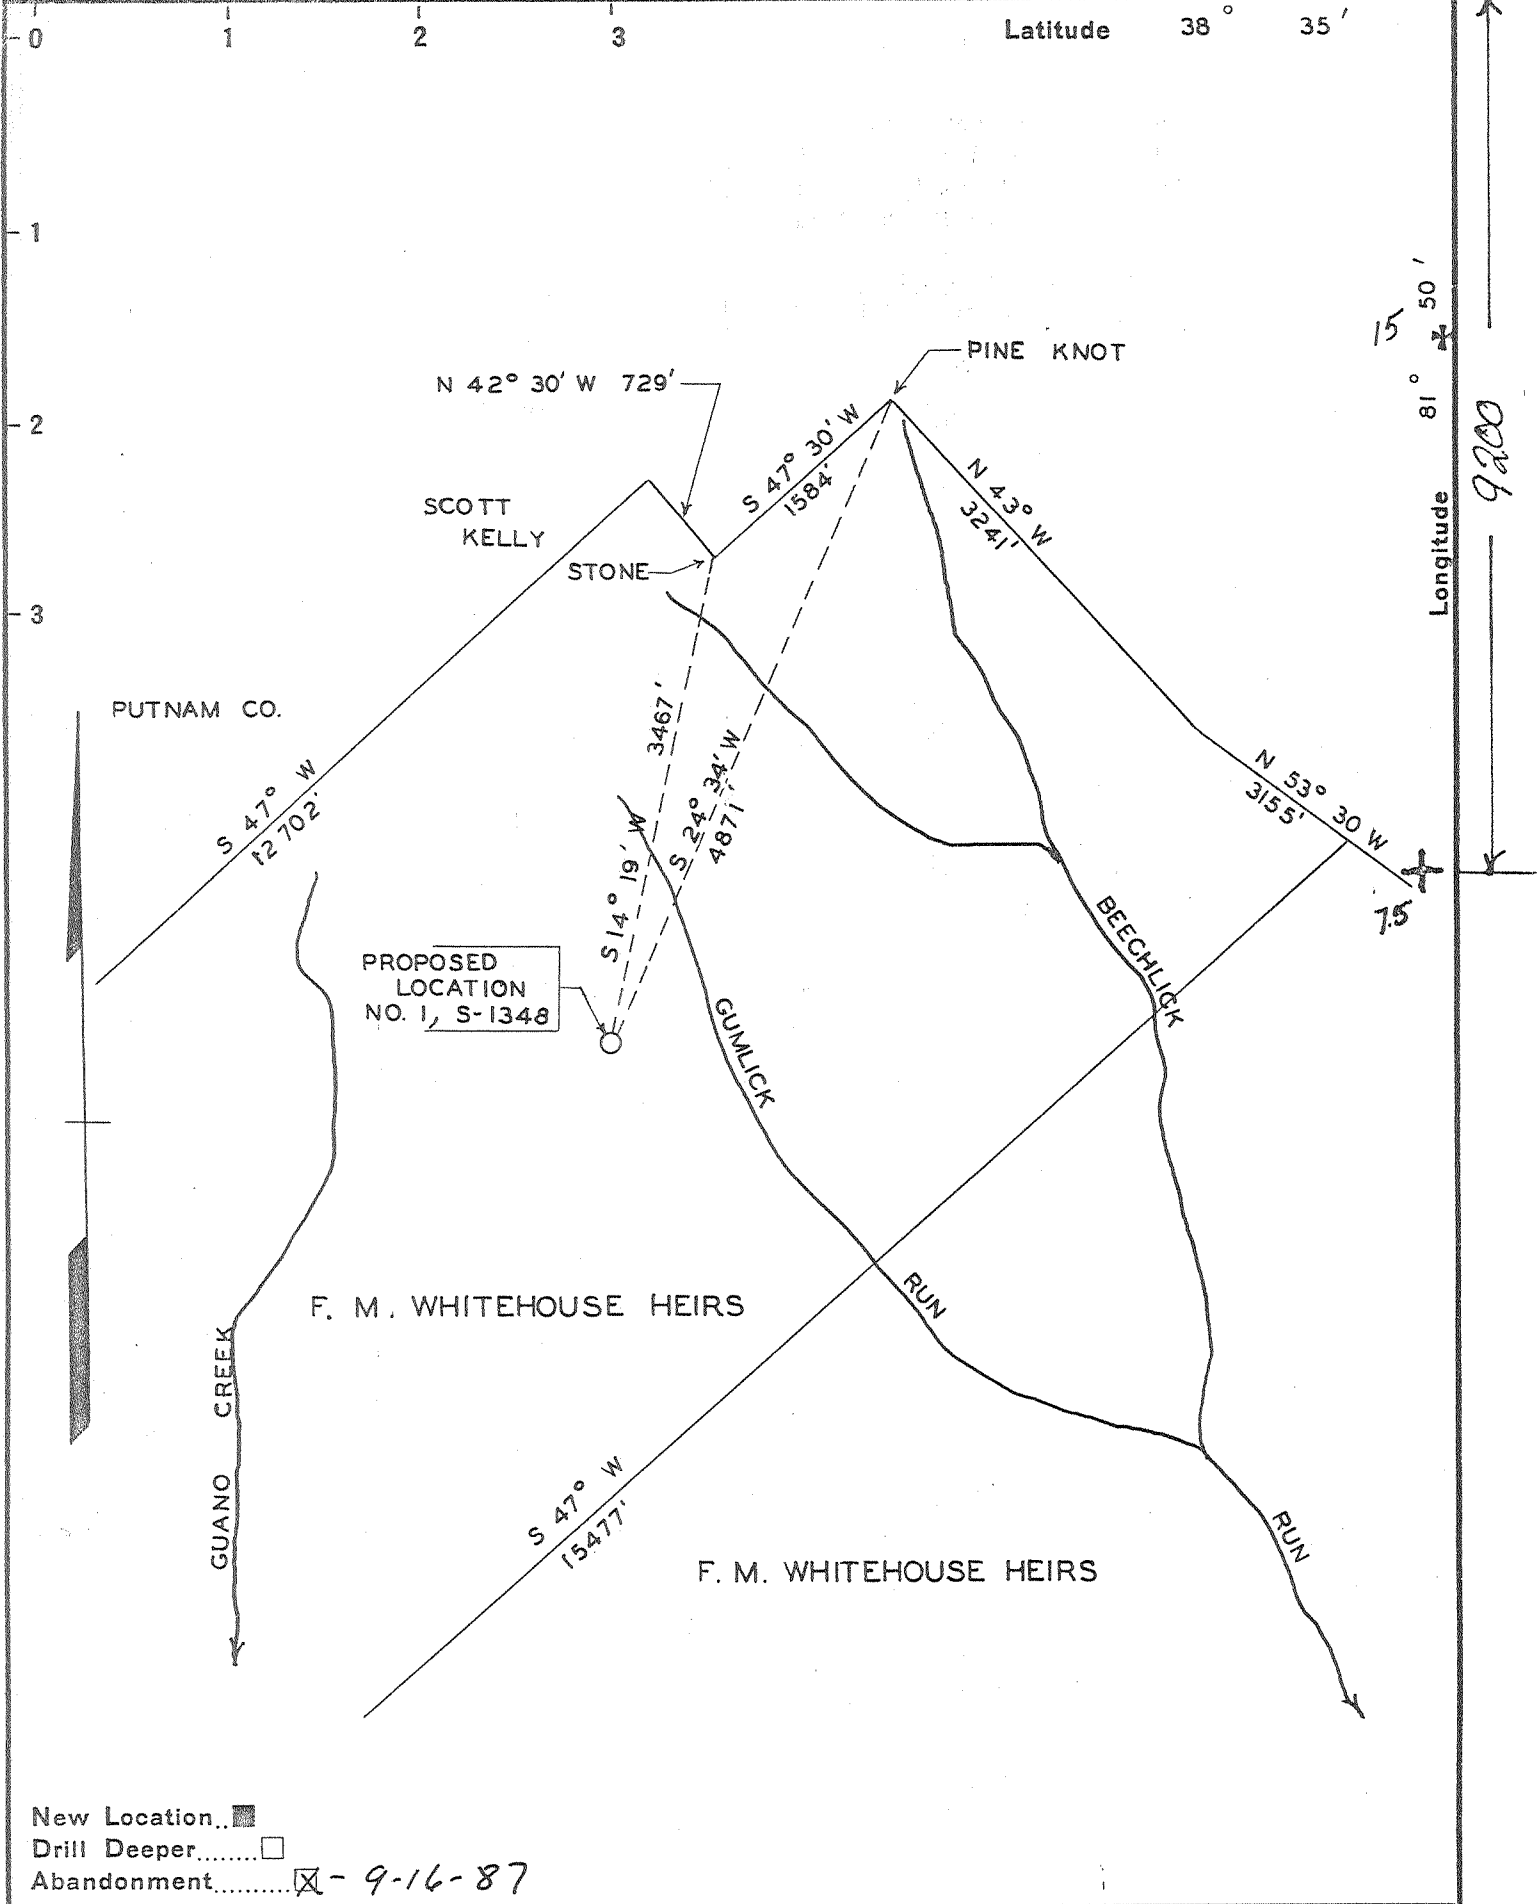 0 1 2 3 Latitude 38° 35'
1
2
3
Longitude 81° 50'
15
9200
7.5
PINE KNOT
N 42° 30' W 729'
S 47° 30' W
1584'
N 43° W
3241'
SCOTT
KELLY
STONE
PUTNAM CO.
3467'
S 14° 19' W
S 24° 34' W
4871'
N 53° 30 W
3155'
S 47° W
12702'
PROPOSED
LOCATION
NO. 1, S-1348
BEECHLICK
GUMLICK
RUN
F. M. WHITEHOUSE HEIRS
GUANO CREEK
S 47° W
15477'
RUN
F. M. WHITEHOUSE HEIRS
New Location..
Drill Deeper........
Abandonment.......... - 9-16-87